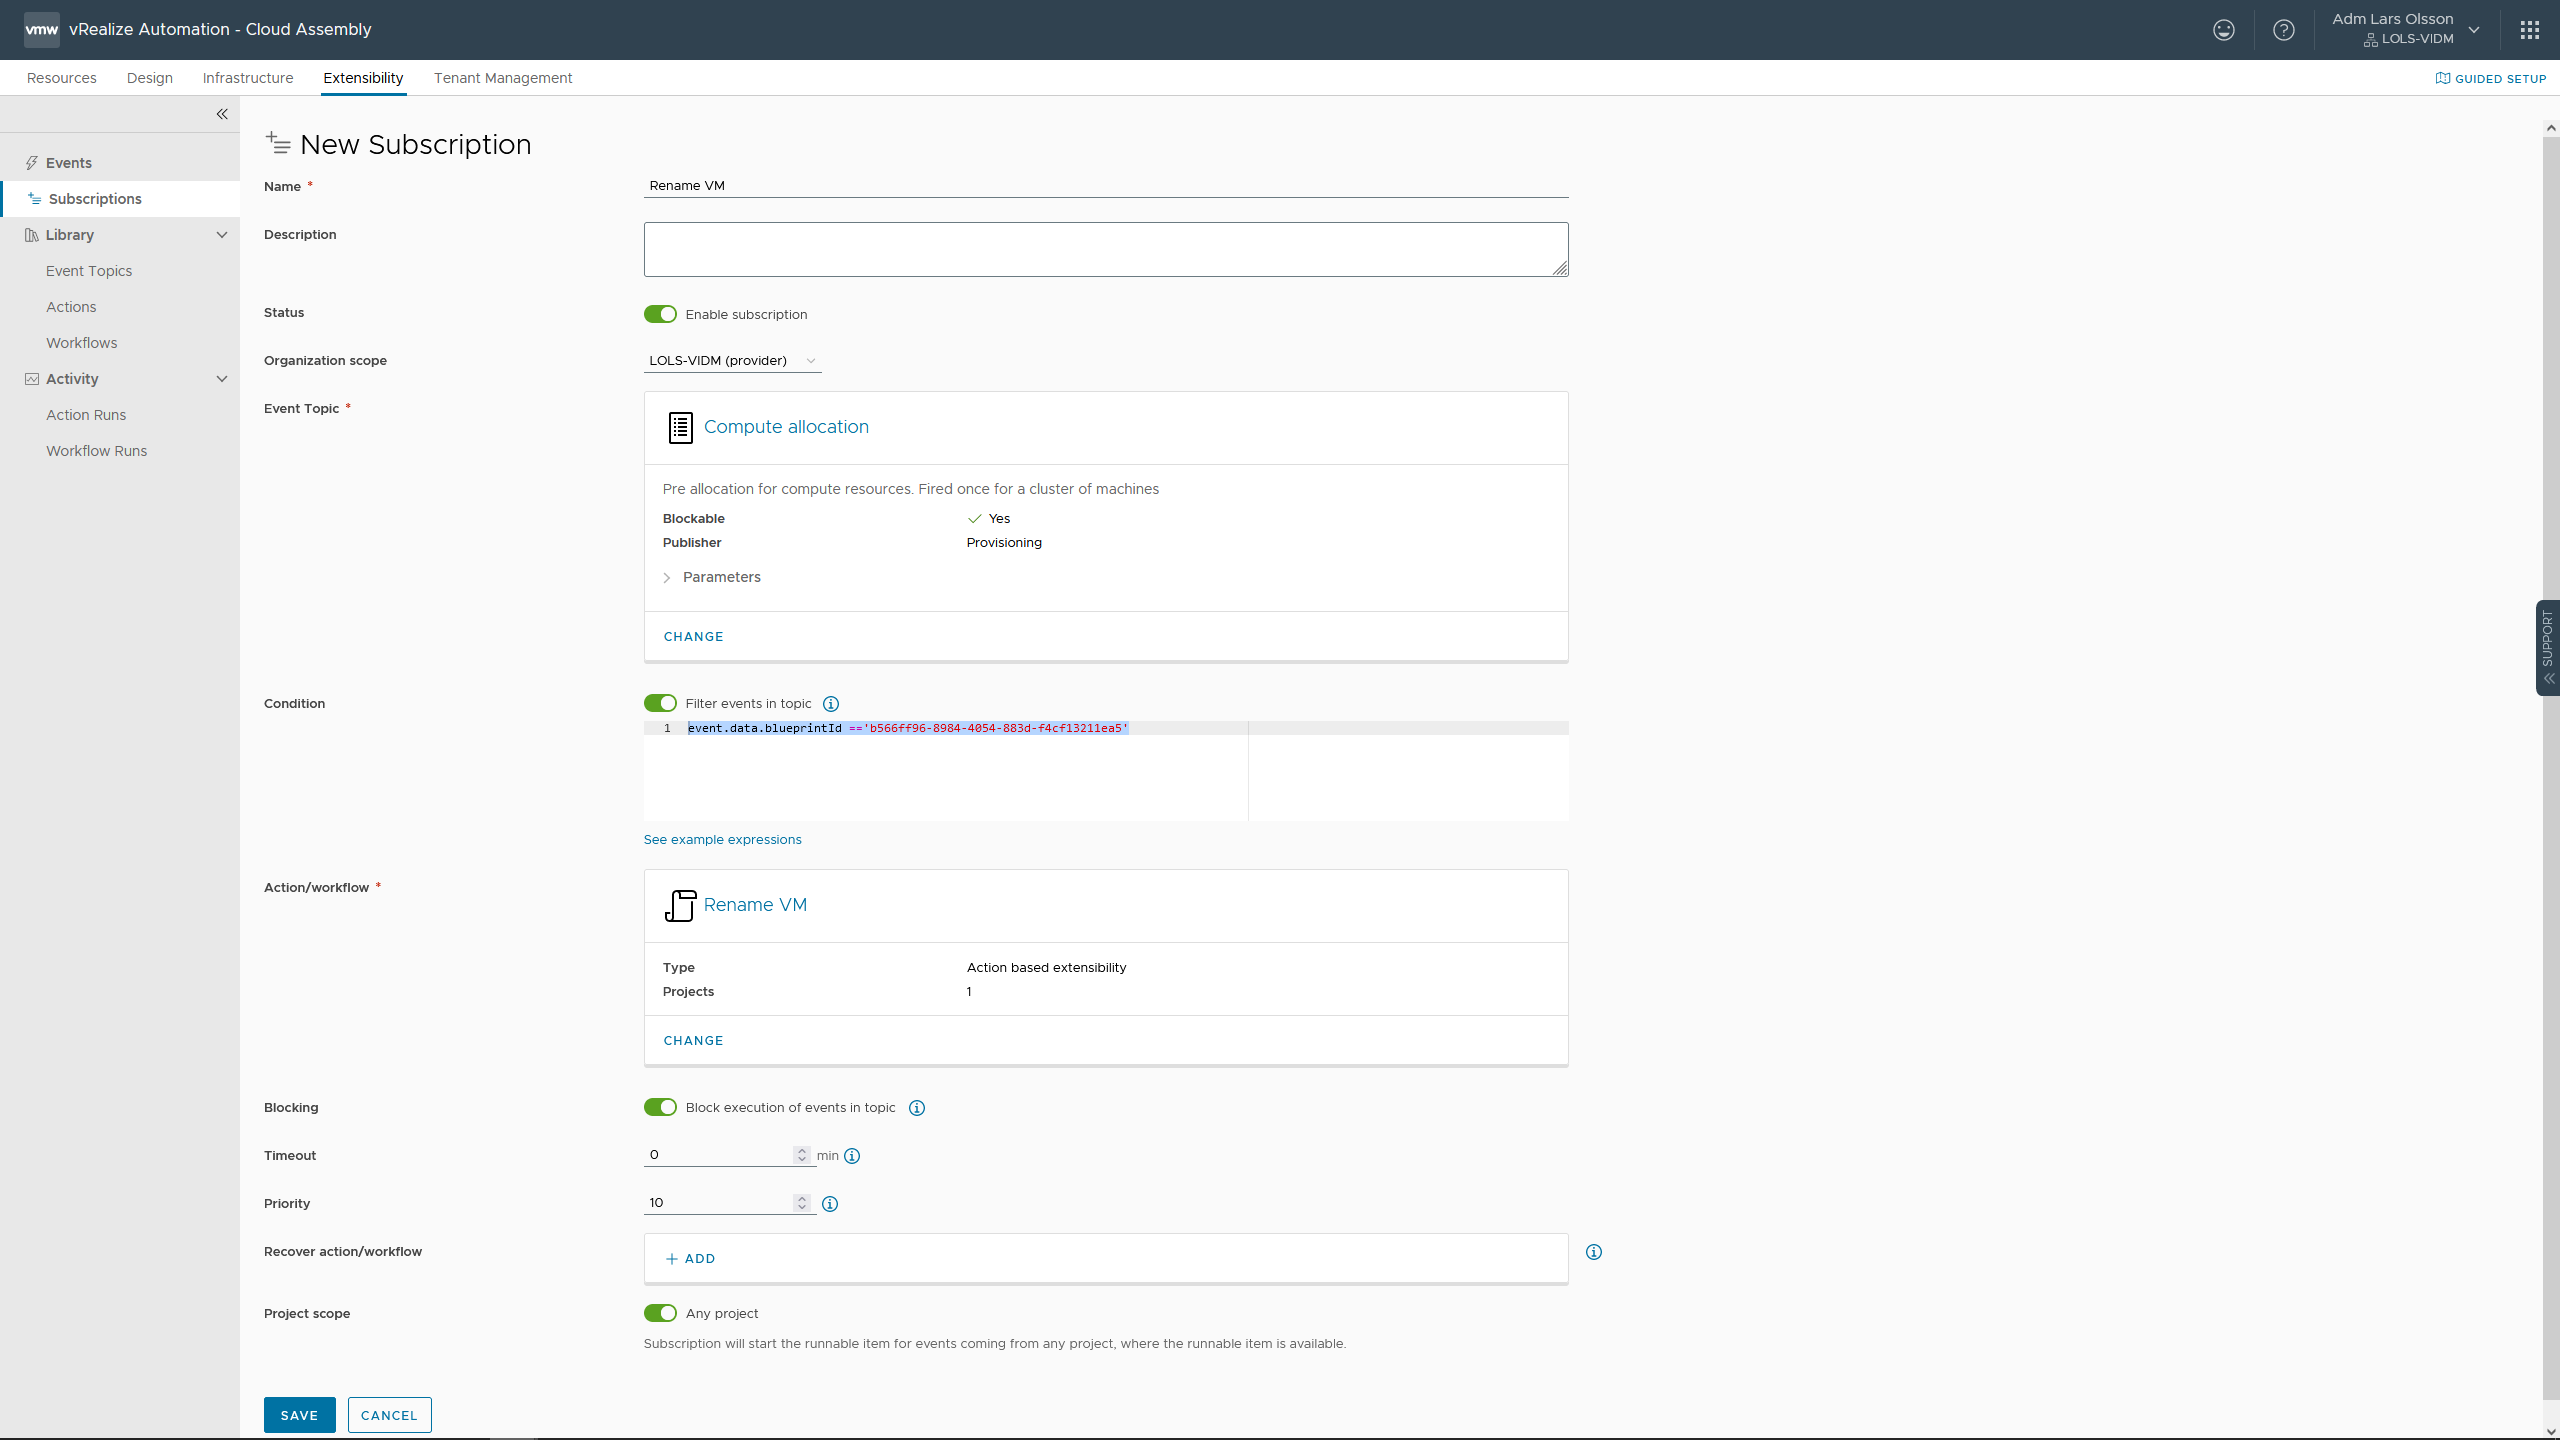 vmw vRealize Automation - Cloud Assembly
Adm Lars Olsson
LOLS-VIDM
Resources Design Infrastructure Extensibility Tenant Management GUIDED SETUP
Events
Subscriptions
Library
Event Topics
Actions
Workflows
Activity
Action Runs
Workflow Runs
New Subscription
Name * Rename VM
Description
Status Enable subscription
Organization scope LOLS-VIDM (provider)
Event Topic * Compute allocation
Pre allocation for compute resources. Fired once for a cluster of machines
Blockable Yes
Publisher Provisioning
Parameters
CHANGE
SUPPORT
Condition Filter events in topic
1 event.data.blueprintId =='b566ff96-8984-4054-883d-f4cf13211ea5'
See example expressions
Action/workflow * Rename VM
Type Action based extensibility
Projects 1
CHANGE
Blocking Block execution of events in topic
Timeout 0 min
Priority 10
Recover action/workflow + ADD
Project scope Any project
Subscription will start the runnable item for events coming from any project, where the runnable item is available.
SAVE CANCEL